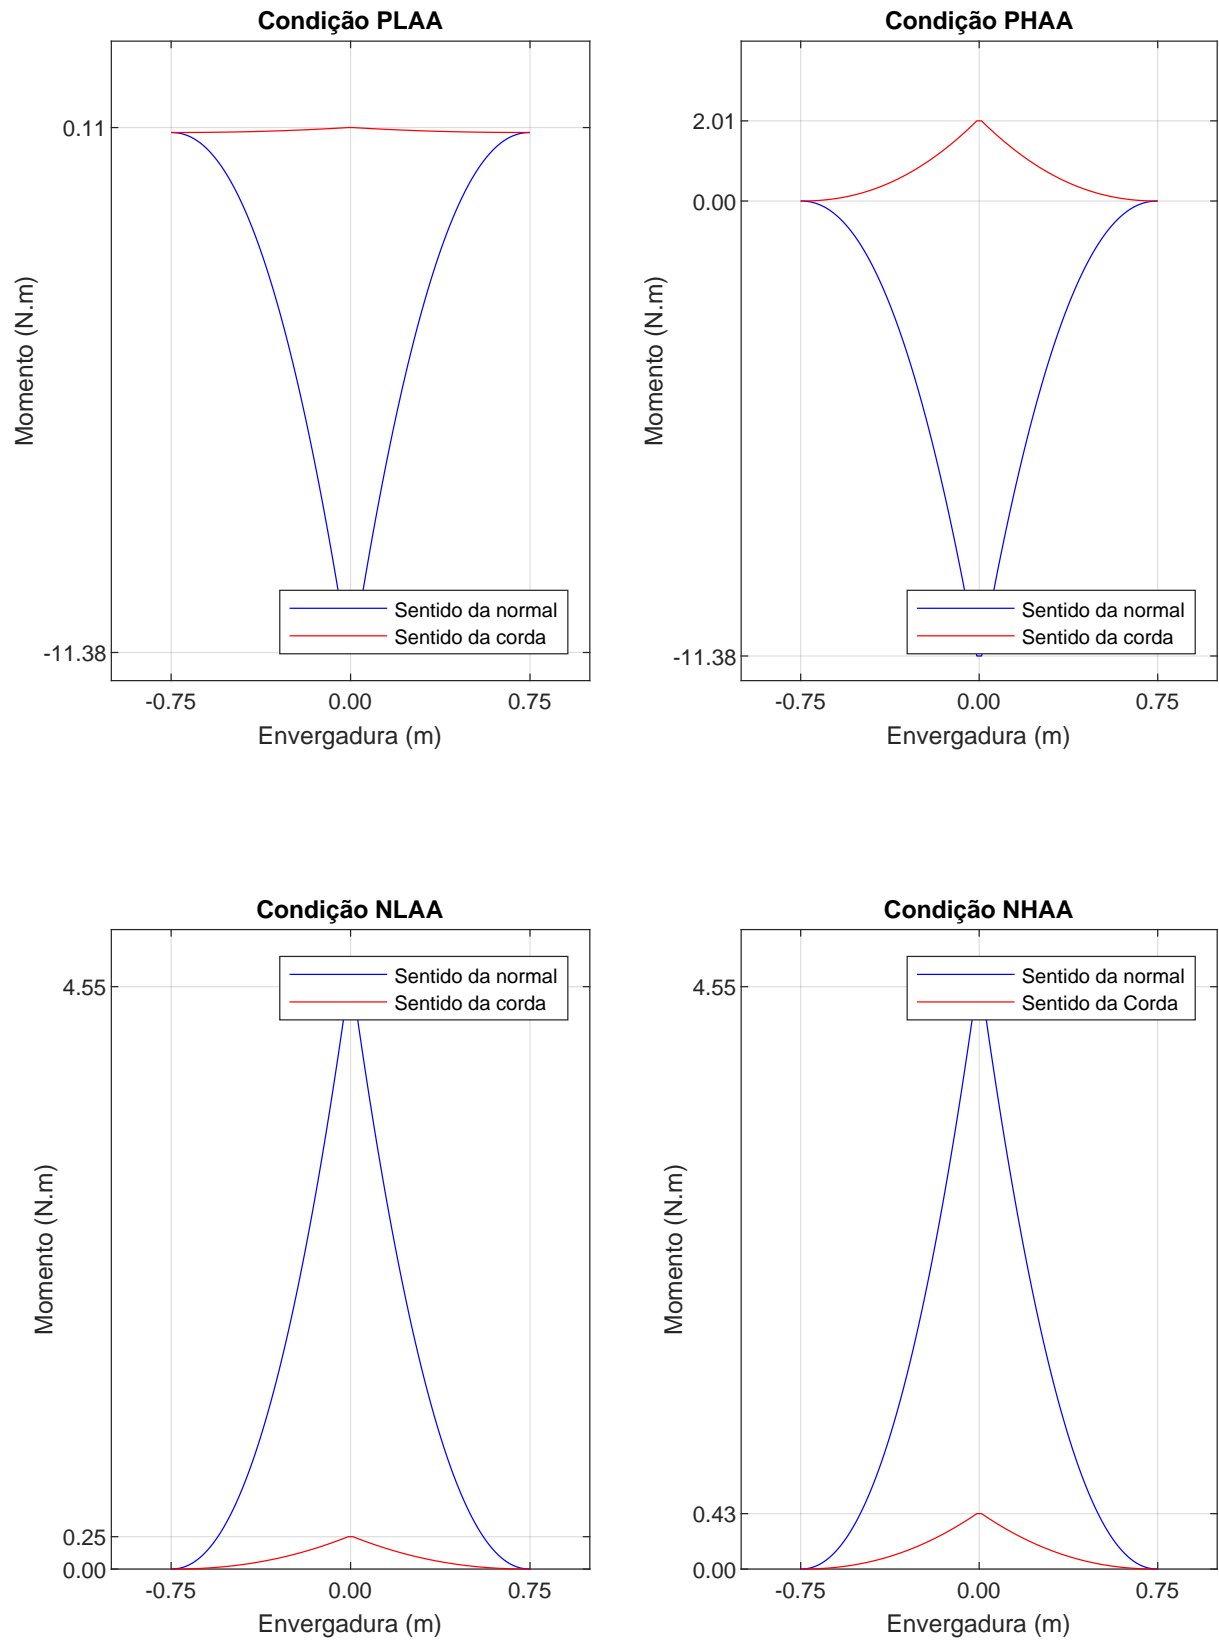 Condição PLAA
0.11
-11.38
Momento (N.m)
Sentido da normal
Sentido da corda
-0.75 0.00 0.75
Envergadura (m)
Condição PHAA
2.01
0.00
-11.38
Momento (N.m)
Sentido da normal
Sentido da corda
-0.75 0.00 0.75
Envergadura (m)
Condição NLAA
4.55
0.25
0.00
Momento (N.m)
Sentido da normal
Sentido da corda
-0.75 0.00 0.75
Envergadura (m)
Condição NHAA
4.55
0.43
0.00
Momento (N.m)
Sentido da normal
Sentido da Corda
-0.75 0.00 0.75
Envergadura (m)